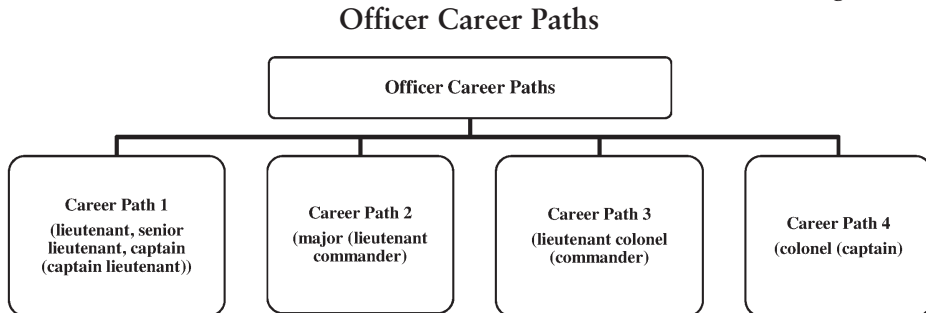 Officer Career Paths
Officer Career Paths
Career Path 1
(lieutenant, senior
lieutenant, captain
(captain lieutenant))
Career Path 2
(major (lieutenant
commander)
Career Path 3
(lieutenant colonel
(commander)
Career Path 4
(colonel (captain)